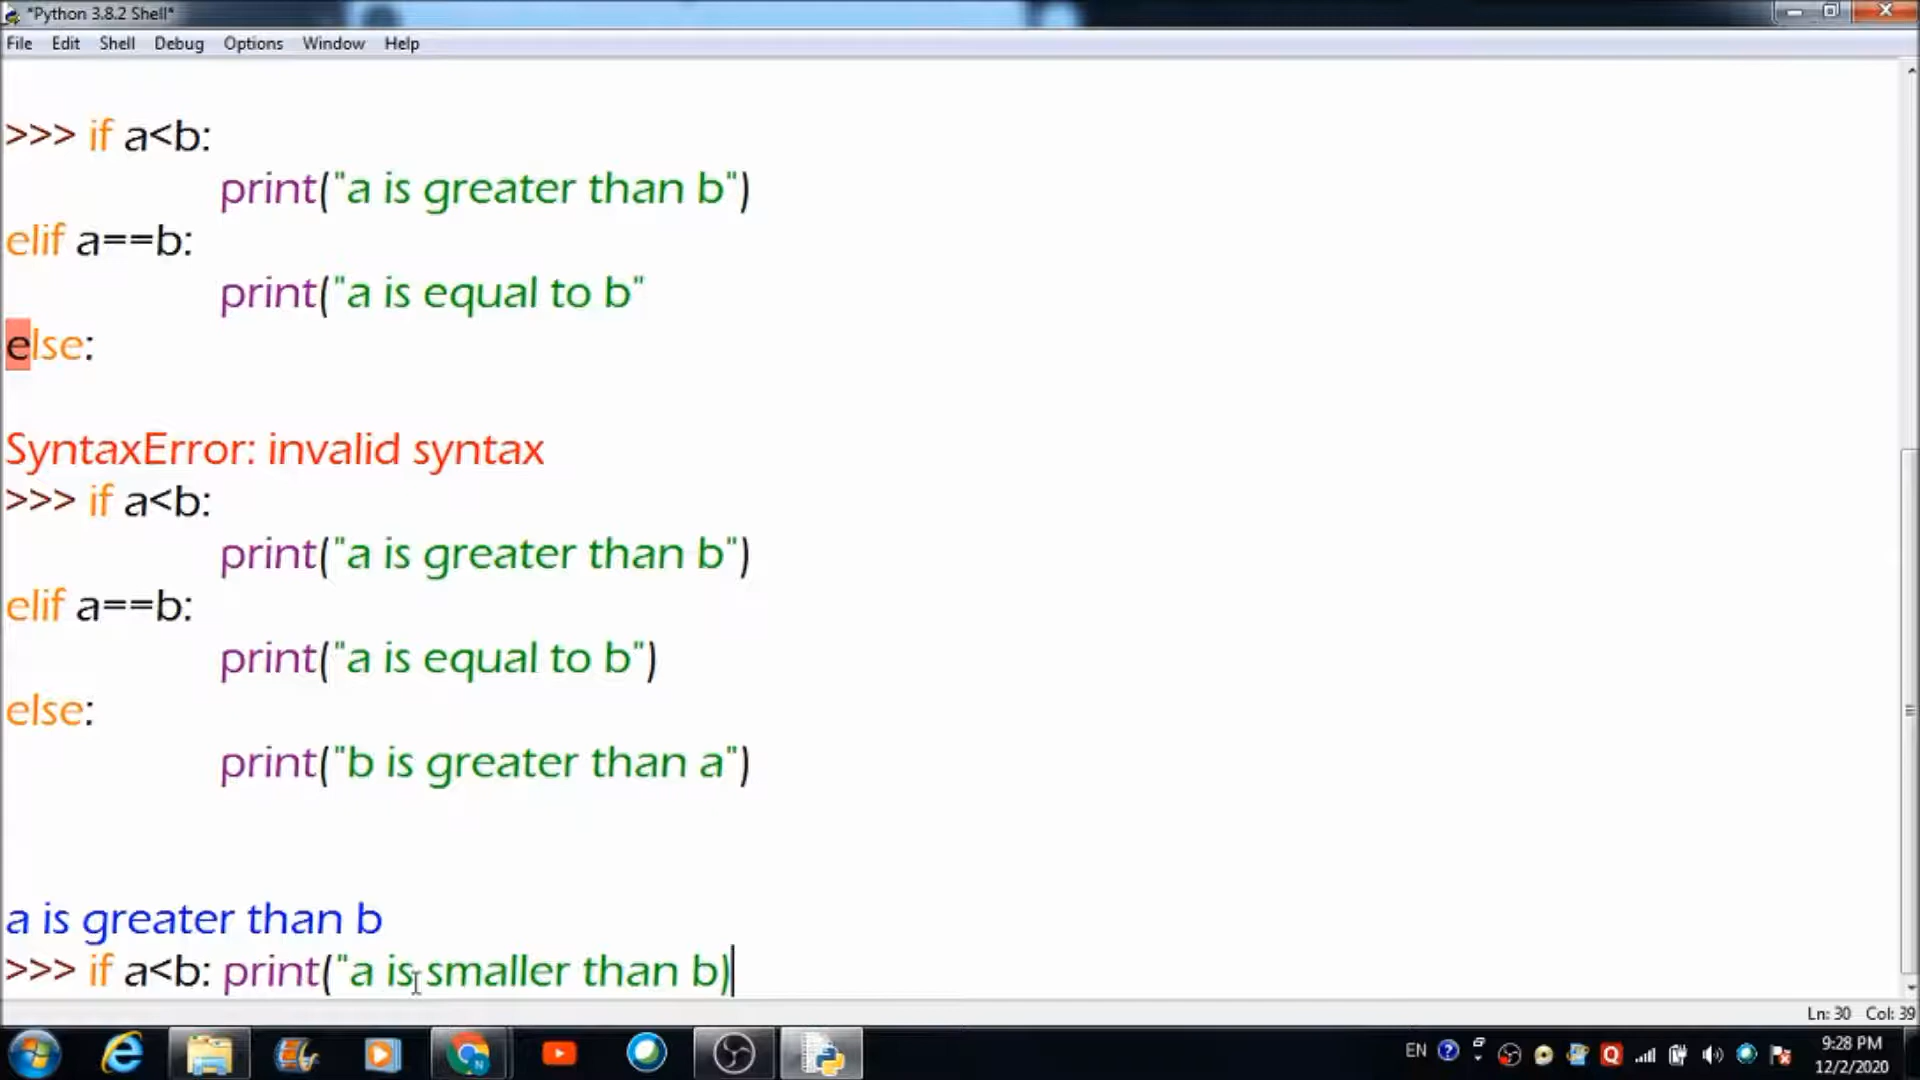 *Python 3.8.2 Shell*
File Edit Shell Debug Options Window Help
>>> if a<b:
print("a is greater than b")
elif a==b:
print("a is equal to b"
else:
SyntaxError: invalid syntax
>>> if a<b:
print("a is greater than b")
elif a==b:
print("a is equal to b")
else:
print("b is greater than a")
a is greater than b
>>> if a<b: print("a is smaller than b)
Ln: 30 Col: 39
EN
9:28 PM
12/2/2020